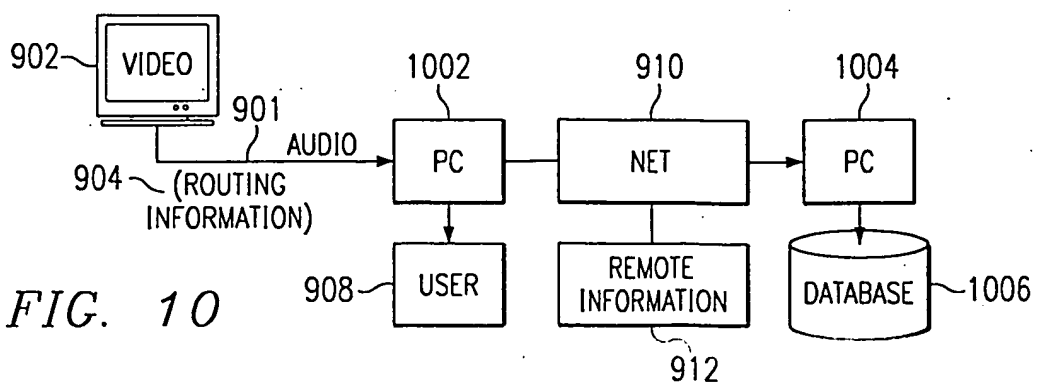 902
VIDEO
901
AUDIO
904
(ROUTING
INFORMATION)
1002
PC
910
NET
1004
PC
908
USER
REMOTE
INFORMATION
912
DATABASE
1006
FIG. 10